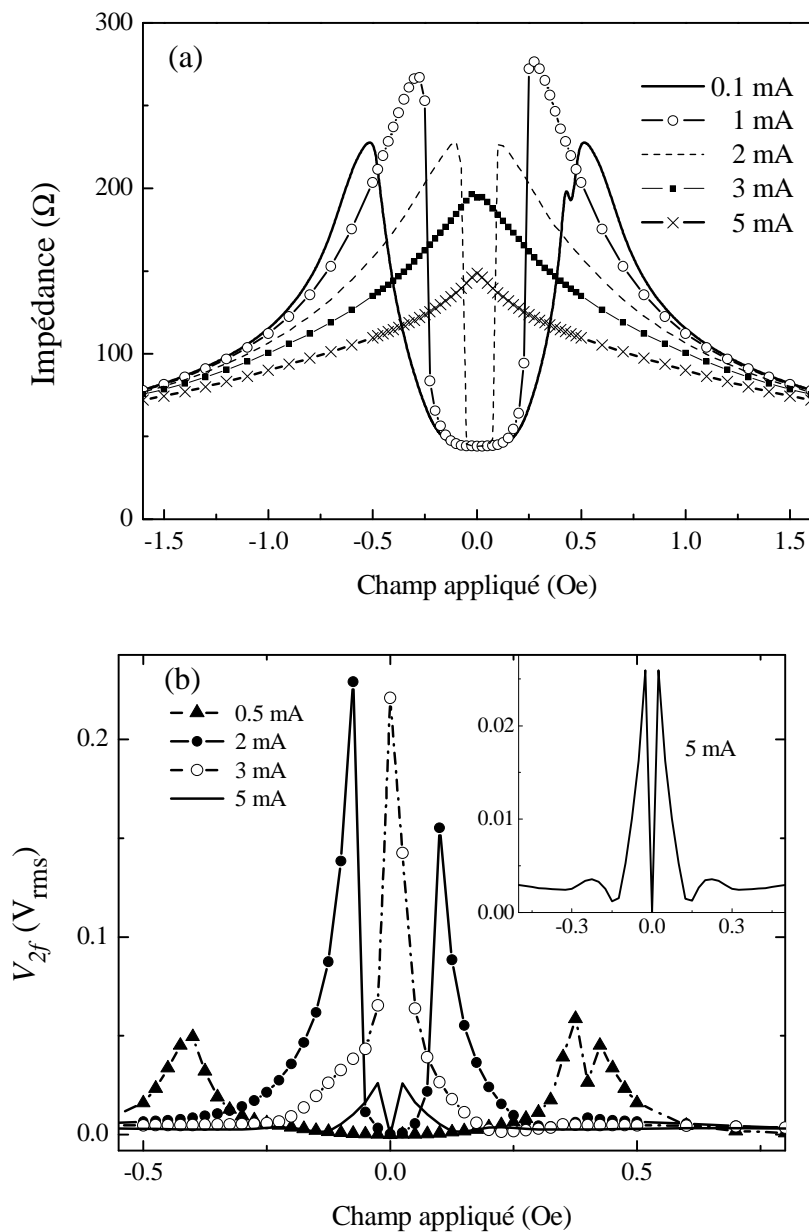 300
(a)
0.1 mA
1 mA
2 mA
3 mA
5 mA
200
100
0
Impédance (Ω)
-1.5
-1.0
-0.5
0.0
0.5
1.0
1.5
Champ appliqué (Oe)
(b)
0.5 mA
2 mA
3 mA
5 mA
0.2
0.1
0.0
V2f (Vrms)
0.02
0.01
0.00
5 mA
-0.3
0.0
0.3
-0.5
0.0
0.5
Champ appliqué (Oe)